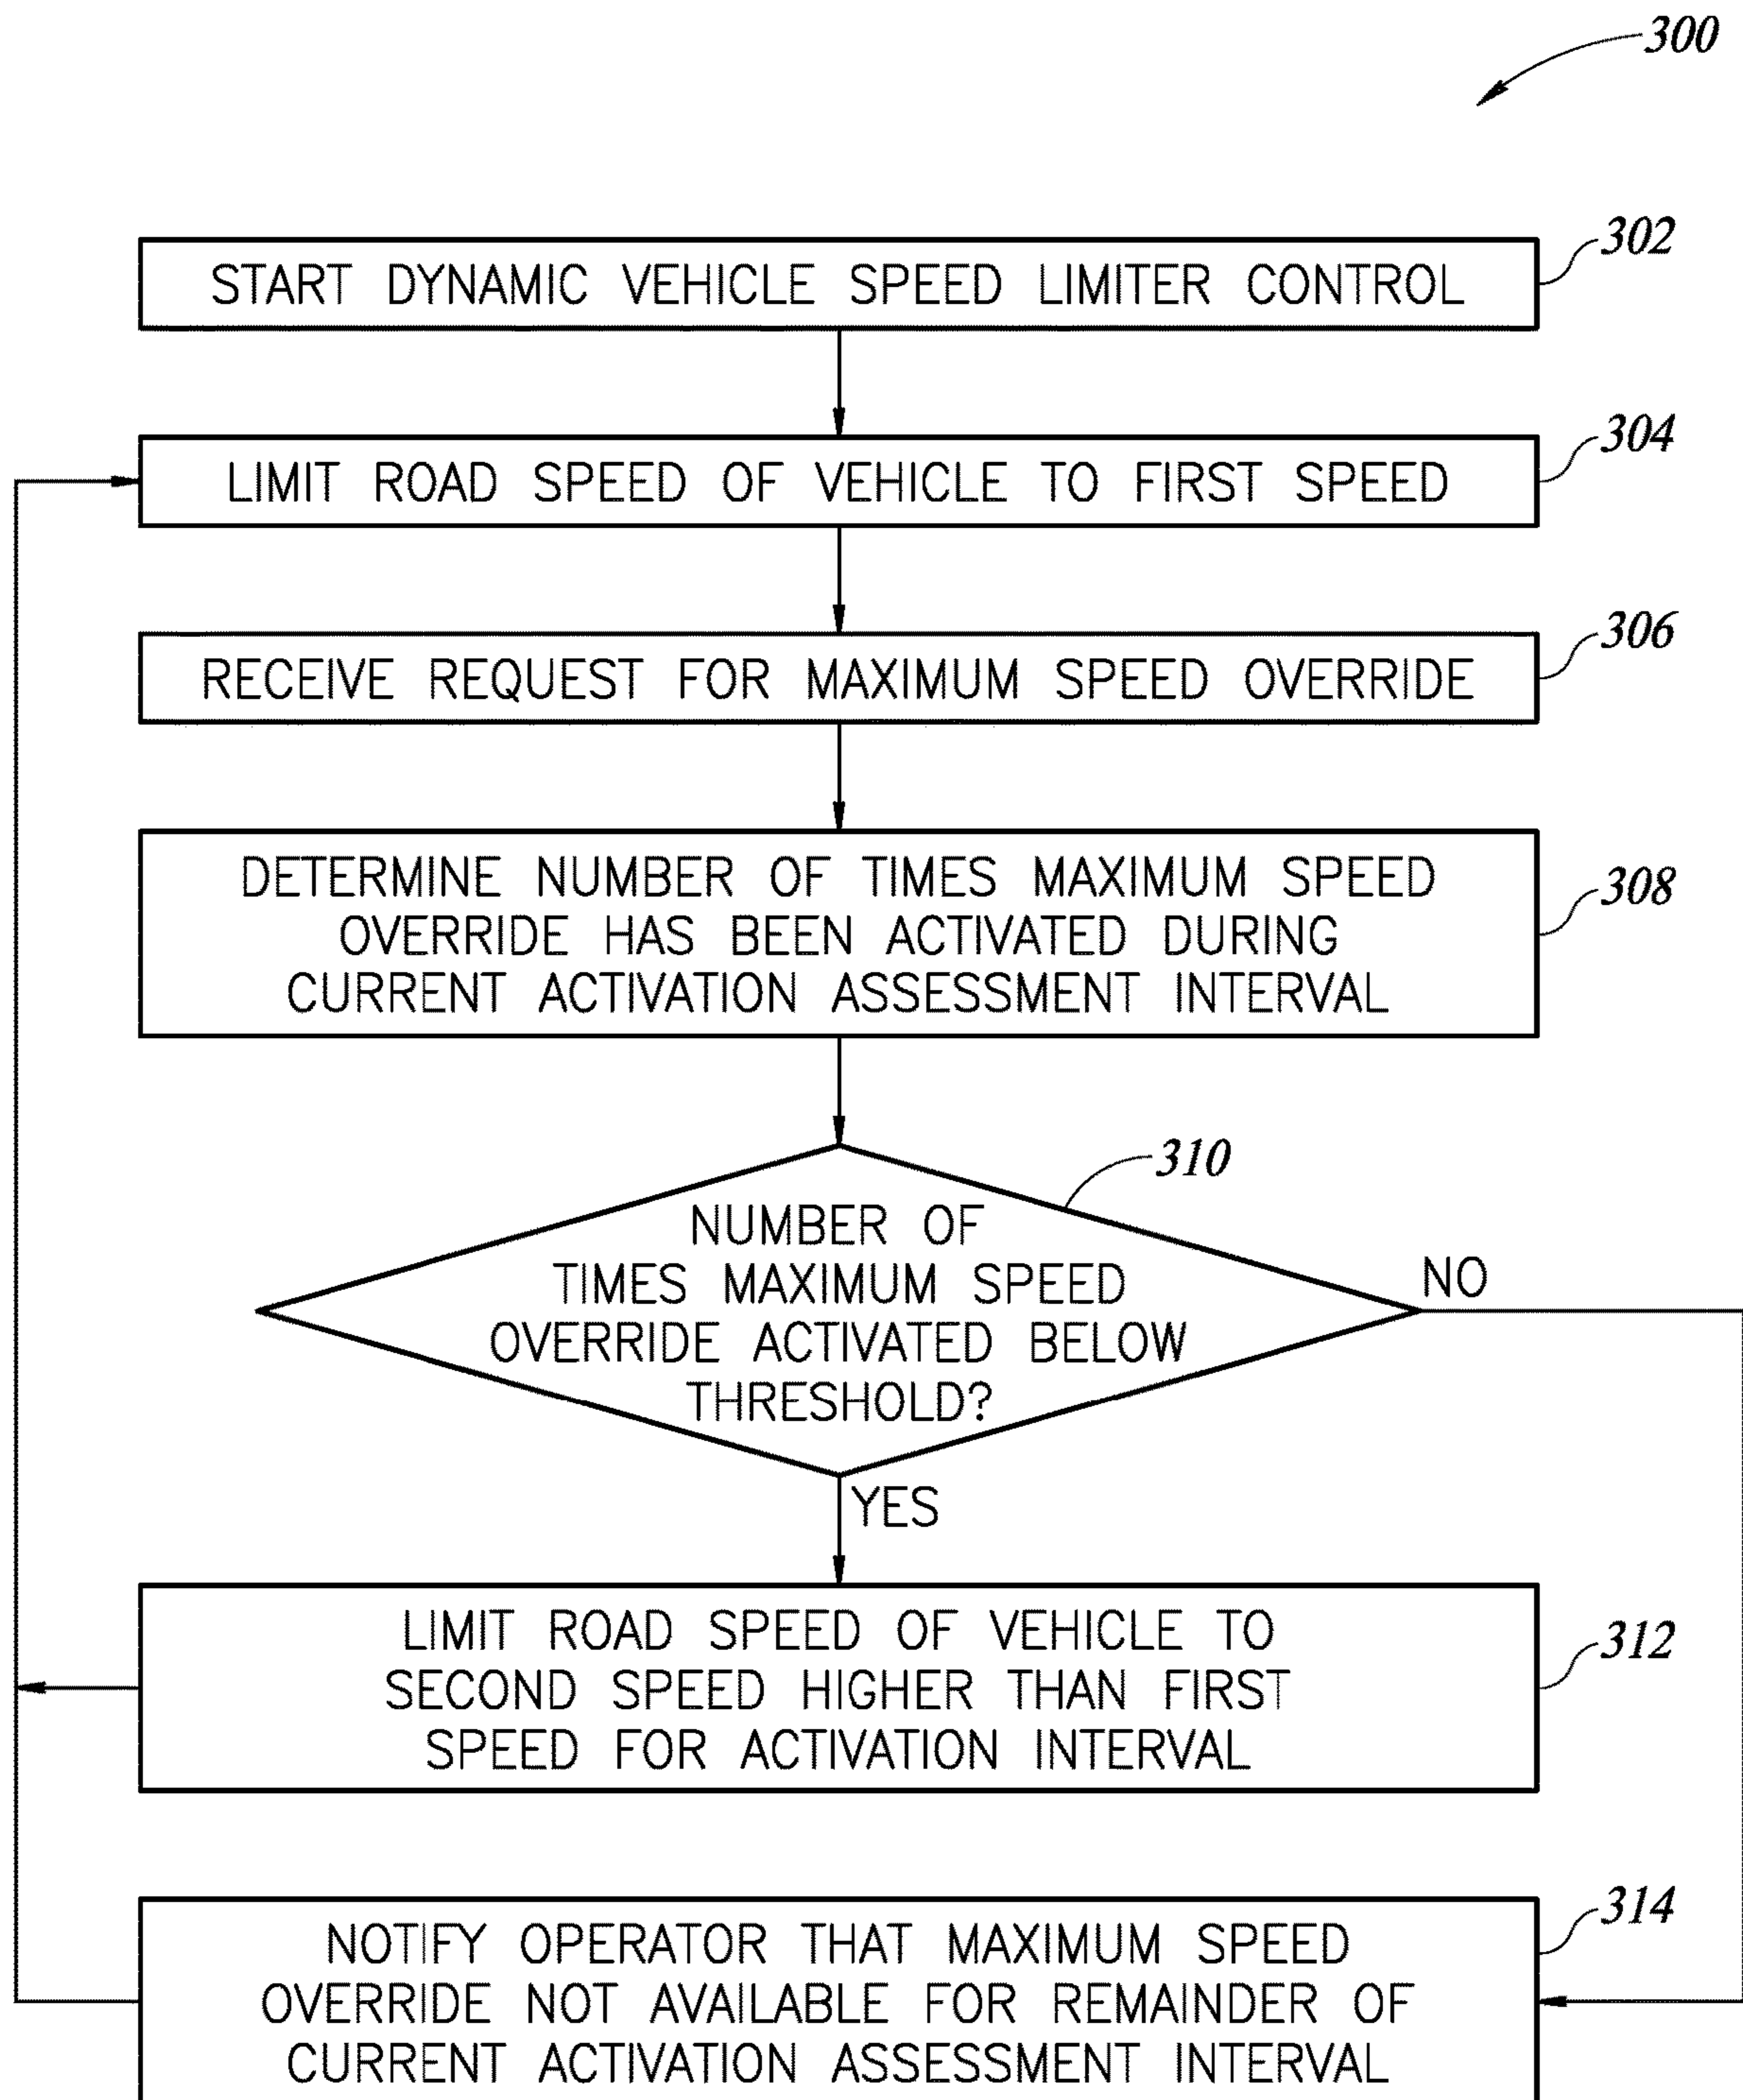 300
302
START DYNAMIC VEHICLE SPEED LIMITER CONTROL
304
LIMIT ROAD SPEED OF VEHICLE TO FIRST SPEED
306
RECEIVE REQUEST FOR MAXIMUM SPEED OVERRIDE
308
DETERMINE NUMBER OF TIMES MAXIMUM SPEED
OVERRIDE HAS BEEN ACTIVATED DURING
CURRENT ACTIVATION ASSESSMENT INTERVAL
310
NUMBER OF
TIMES MAXIMUM SPEED
OVERRIDE ACTIVATED BELOW
THRESHOLD?
NO
YES
312
LIMIT ROAD SPEED OF VEHICLE TO
SECOND SPEED HIGHER THAN FIRST
SPEED FOR ACTIVATION INTERVAL
314
NOTIFY OPERATOR THAT MAXIMUM SPEED
OVERRIDE NOT AVAILABLE FOR REMAINDER OF
CURRENT ACTIVATION ASSESSMENT INTERVAL